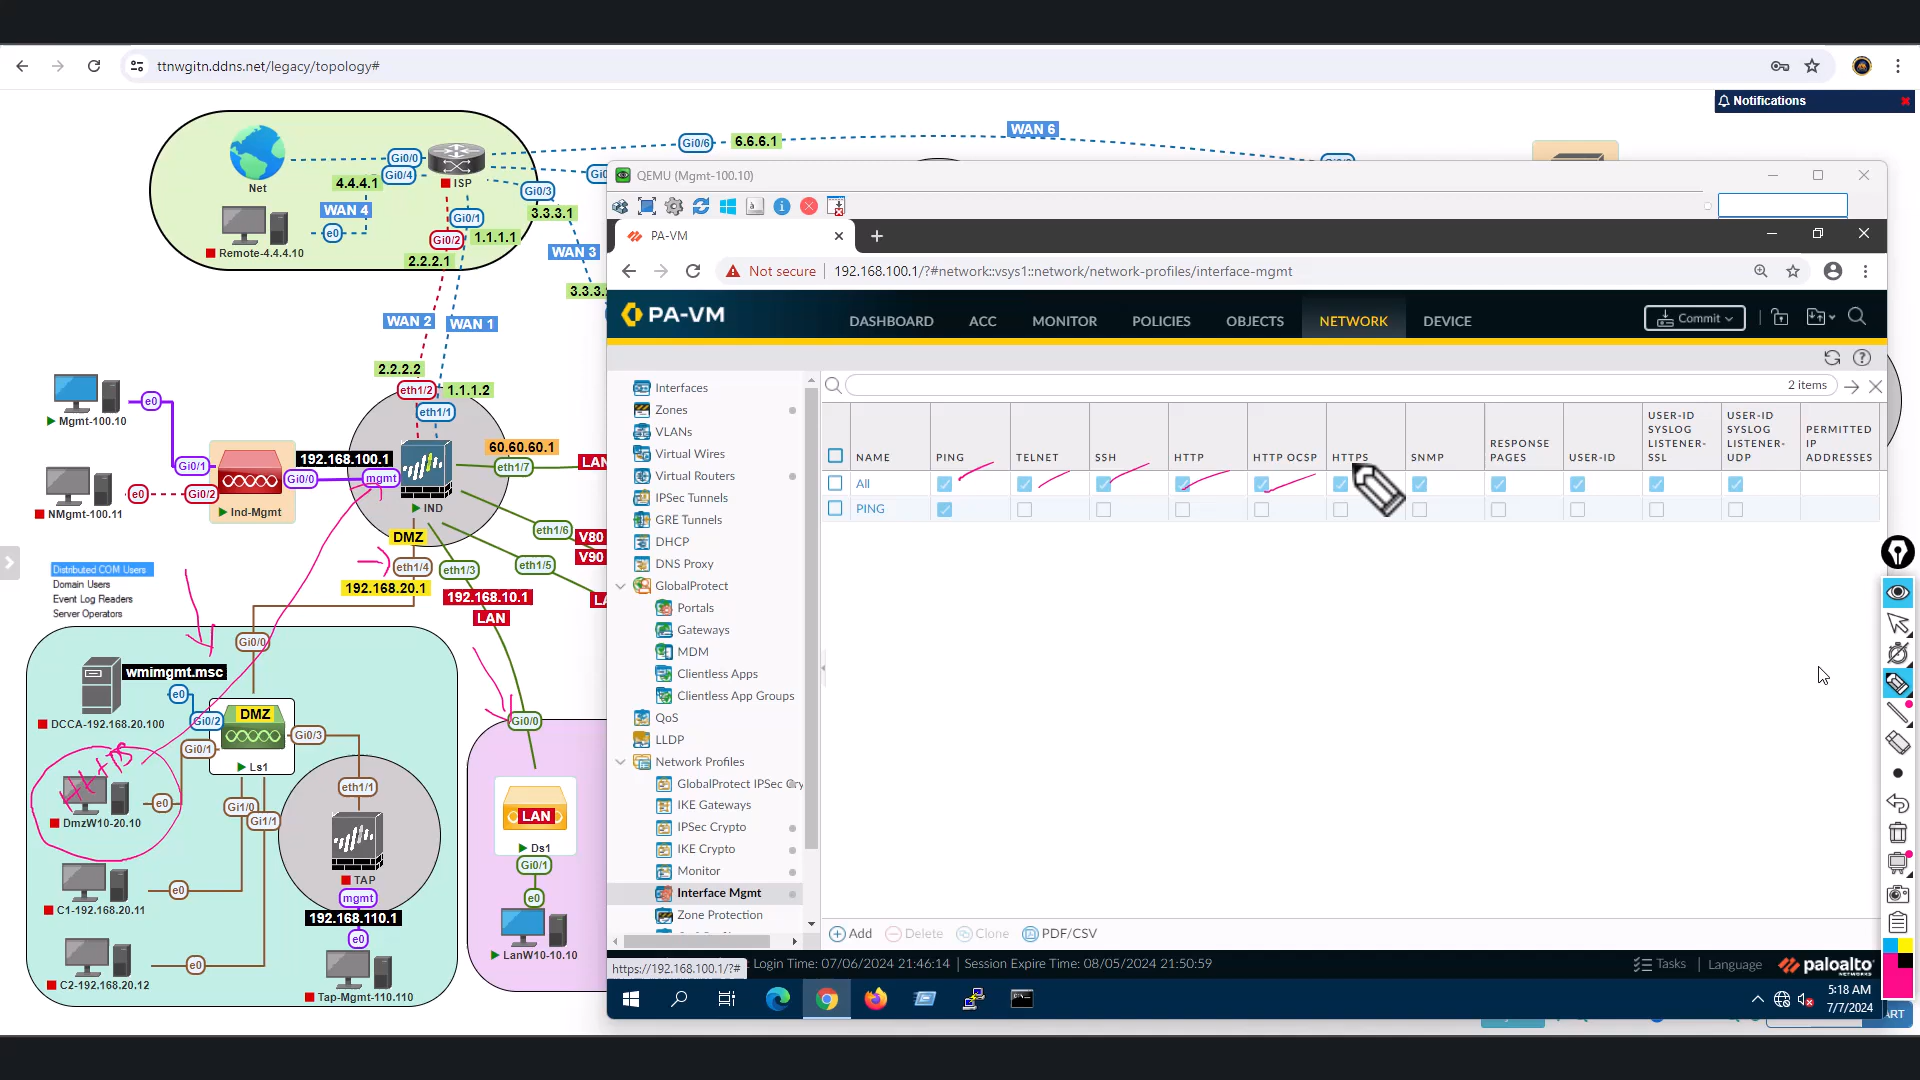 ttnwgitn.ddns.net/legacy/topology#
Notifications
WAN 6
Gi0/6
6.6.6.1
Net
Gi0/0
Gi0/4
ISP
4.4.4.1
WAN 4
e0
Remote-4.4.4.10
Gi0/3
3.3.3.1
Gi0/1
1.1.1.1
Gi0/2
2.2.2.1
WAN 3
3.3.3.
WAN 2
WAN 1
2.2.2.2
eth1/2
1.1.1.2
eth1/1
Mgmt-100.10
e0
NMgmt-100.11
e0
Gi0/1
Gi0/2
Ind-Mgmt
Gi0/0
192.168.100.1
mgmt
IND
60.60.60.1
eth1/7
LAN
eth1/6
V80
V90
eth1/5
DMZ
eth1/4
eth1/3
192.168.20.1
192.168.10.1
LAN
Distributed COM Users
Domain Users
Event Log Readers
Server Operators
Gi0/0
wmimgmt.msc
e0
DCCA-192.168.20.100
Gi0/2
DMZ
Gi0/1
Gi0/3
Ls1
HttPS
e0
DmzW10-20.10
Gi1/0
Gi1/1
eth1/1
TAP
mgmt
192.168.110.1
e0
Tap-Mgmt-110.110
e0
C1-192.168.20.11
e0
C2-192.168.20.12
Gi0/0
LAN
Ds1
Gi0/1
e0
LanW10-10.10
QEMU (Mgmt-100.10)
PA-VM
Not secure
192.168.100.1/?#network::vsys1::network/network-profiles/interface-mgmt
PA-VM
DASHBOARD
ACC
MONITOR
POLICIES
OBJECTS
NETWORK
DEVICE
Commit
Interfaces
Zones
VLANs
Virtual Wires
Virtual Routers
IPSec Tunnels
GRE Tunnels
DHCP
DNS Proxy
GlobalProtect
Portals
Gateways
MDM
Clientless Apps
Clientless App Groups
QoS
LLDP
Network Profiles
GlobalProtect IPSec Cry
IKE Gateways
IPSec Crypto
IKE Crypto
Monitor
Interface Mgmt
Zone Protection
2 items
NAME
PING
TELNET
SSH
HTTP
HTTP OCSP
HTTPS
SNMP
RESPONSE PAGES
USER-ID
USER-ID SYSLOG LISTENER-SSL
USER-ID SYSLOG LISTENER-UDP
PERMITTED IP ADDRESSES
All
PING
Add
Delete
Clone
PDF/CSV
https://192.168.100.1/?#
Login Time: 07/06/2024 21:46:14
Session Expire Time: 08/05/2024 21:50:59
Tasks
Language
paloalto
NETWORKS
5:18 AM
7/7/2024